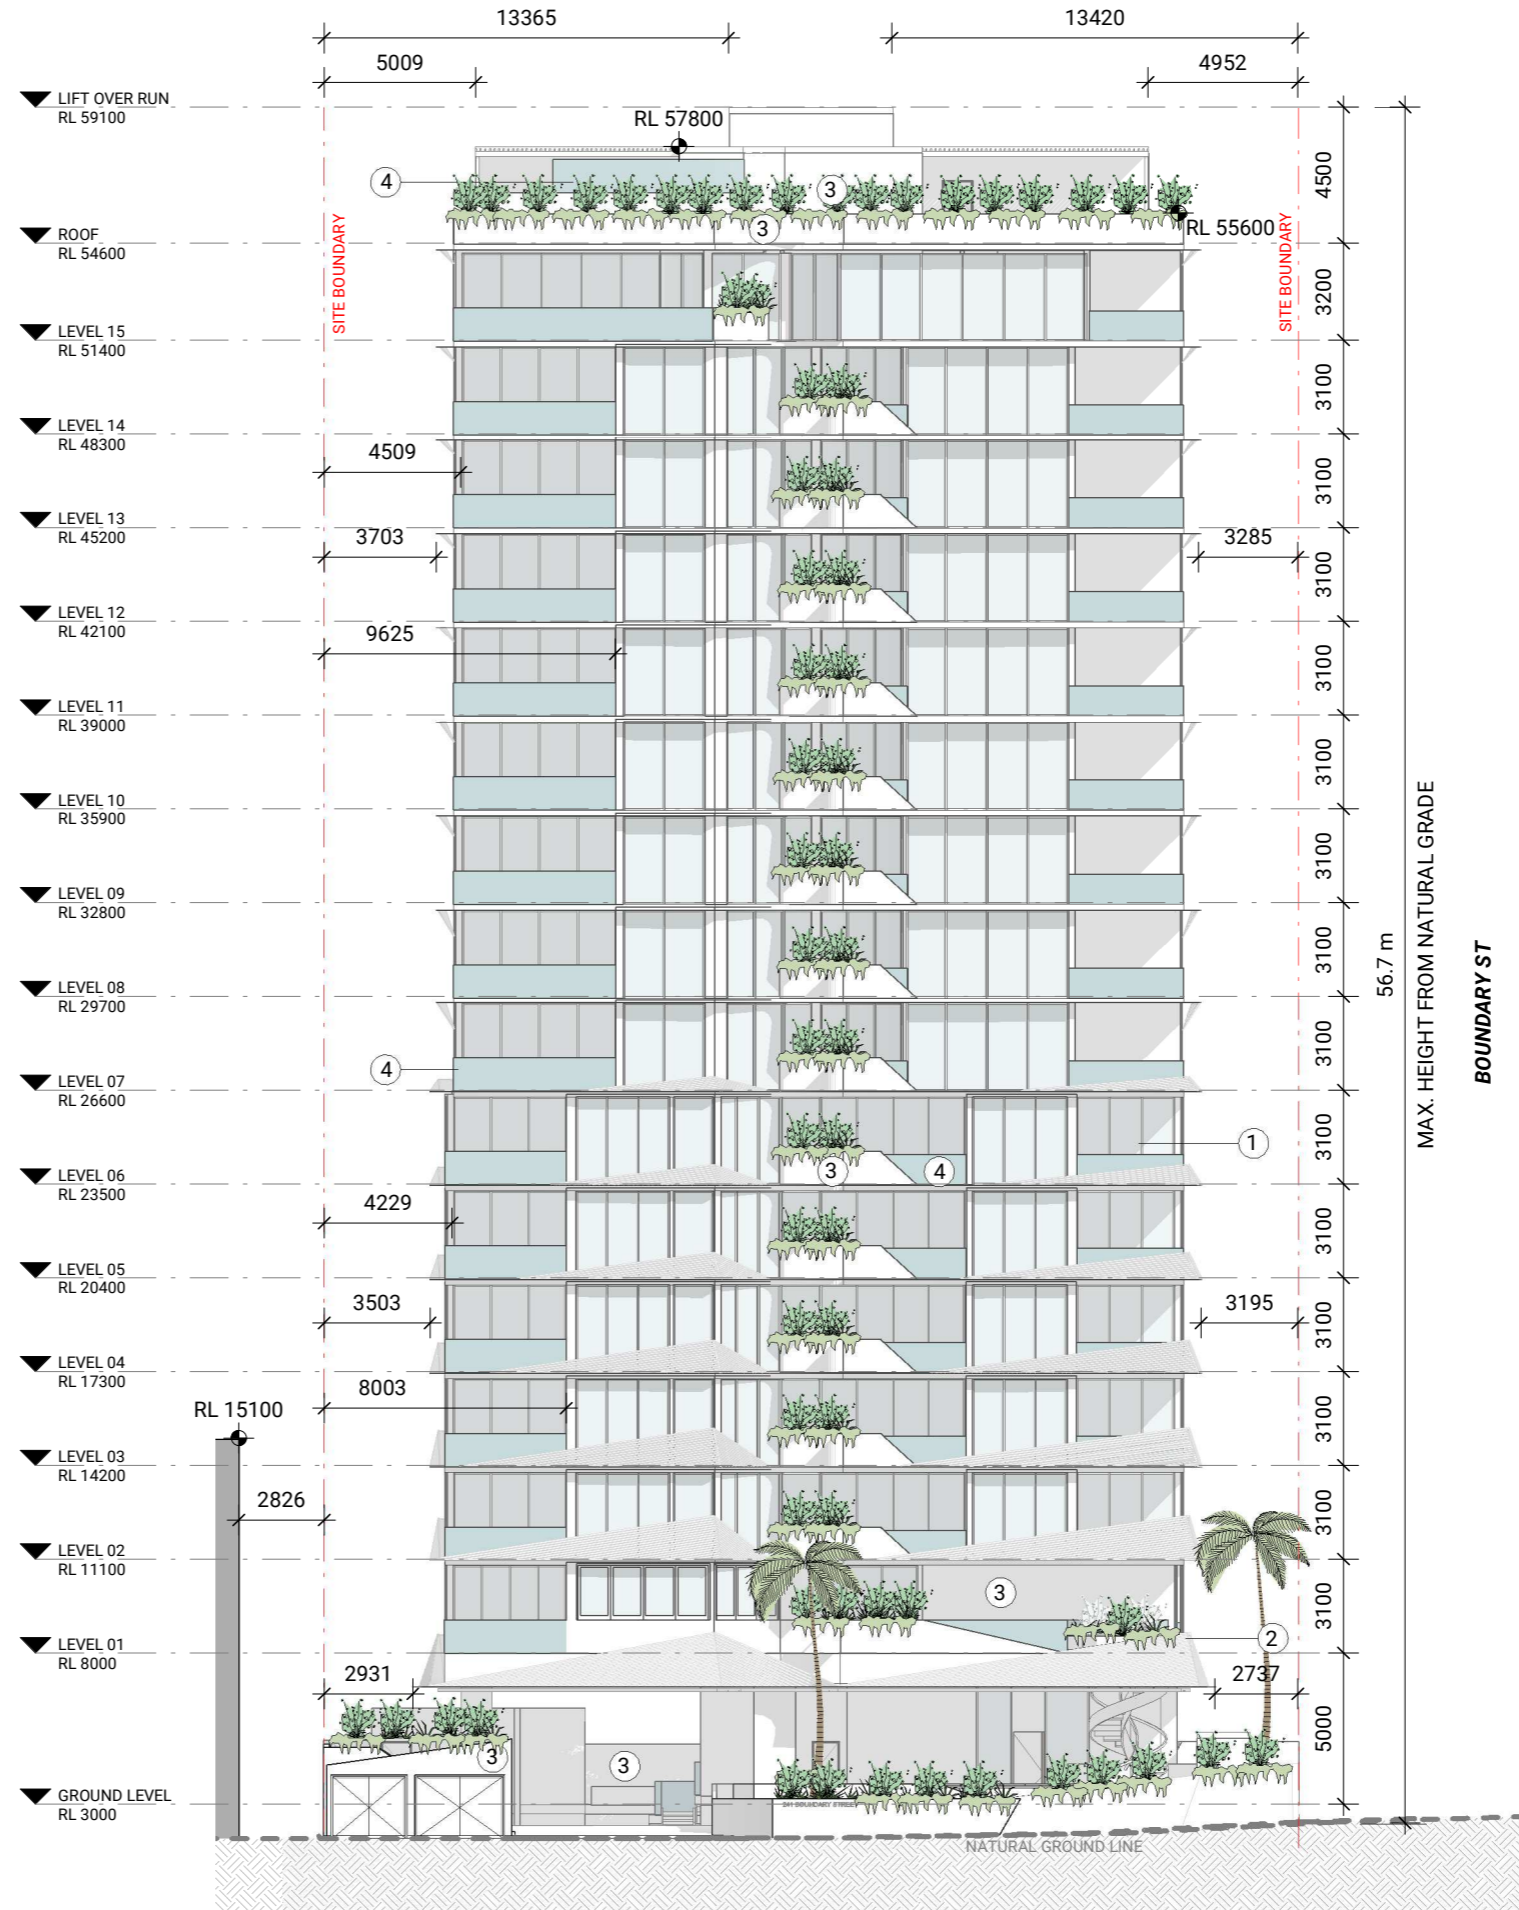 13365
13420
5009
4952
LIFT OVER RUN
RL 59100
RL 57800
4
3
4500
SITE BOUNDARY
SITE BOUNDARY
ROOF
RL 54600
3
RL 55600
3200
LEVEL 15
RL 51400
3100
LEVEL 14
RL 48300
4509
3100
LEVEL 13
RL 45200
3703
3285
3100
LEVEL 12
RL 42100
9625
3100
LEVEL 11
RL 39000
3100
LEVEL 10
RL 35900
3100
LEVEL 09
RL 32800
3100
56.7 m
MAX. HEIGHT FROM NATURAL GRADE
BOUNDARY ST
LEVEL 08
RL 29700
3100
4
LEVEL 07
RL 26600
3100
1
3
4
LEVEL 06
RL 23500
4229
3100
LEVEL 05
RL 20400
3503
3195
3100
LEVEL 04
RL 17300
8003
3100
RL 15100
LEVEL 03
RL 14200
2826
3100
LEVEL 02
RL 11100
3
3100
2
LEVEL 01
RL 8000
2931
2737
3
3
5000
GROUND LEVEL
RL 3000
241 BOUNDARY STREET
NATURAL GROUND LINE